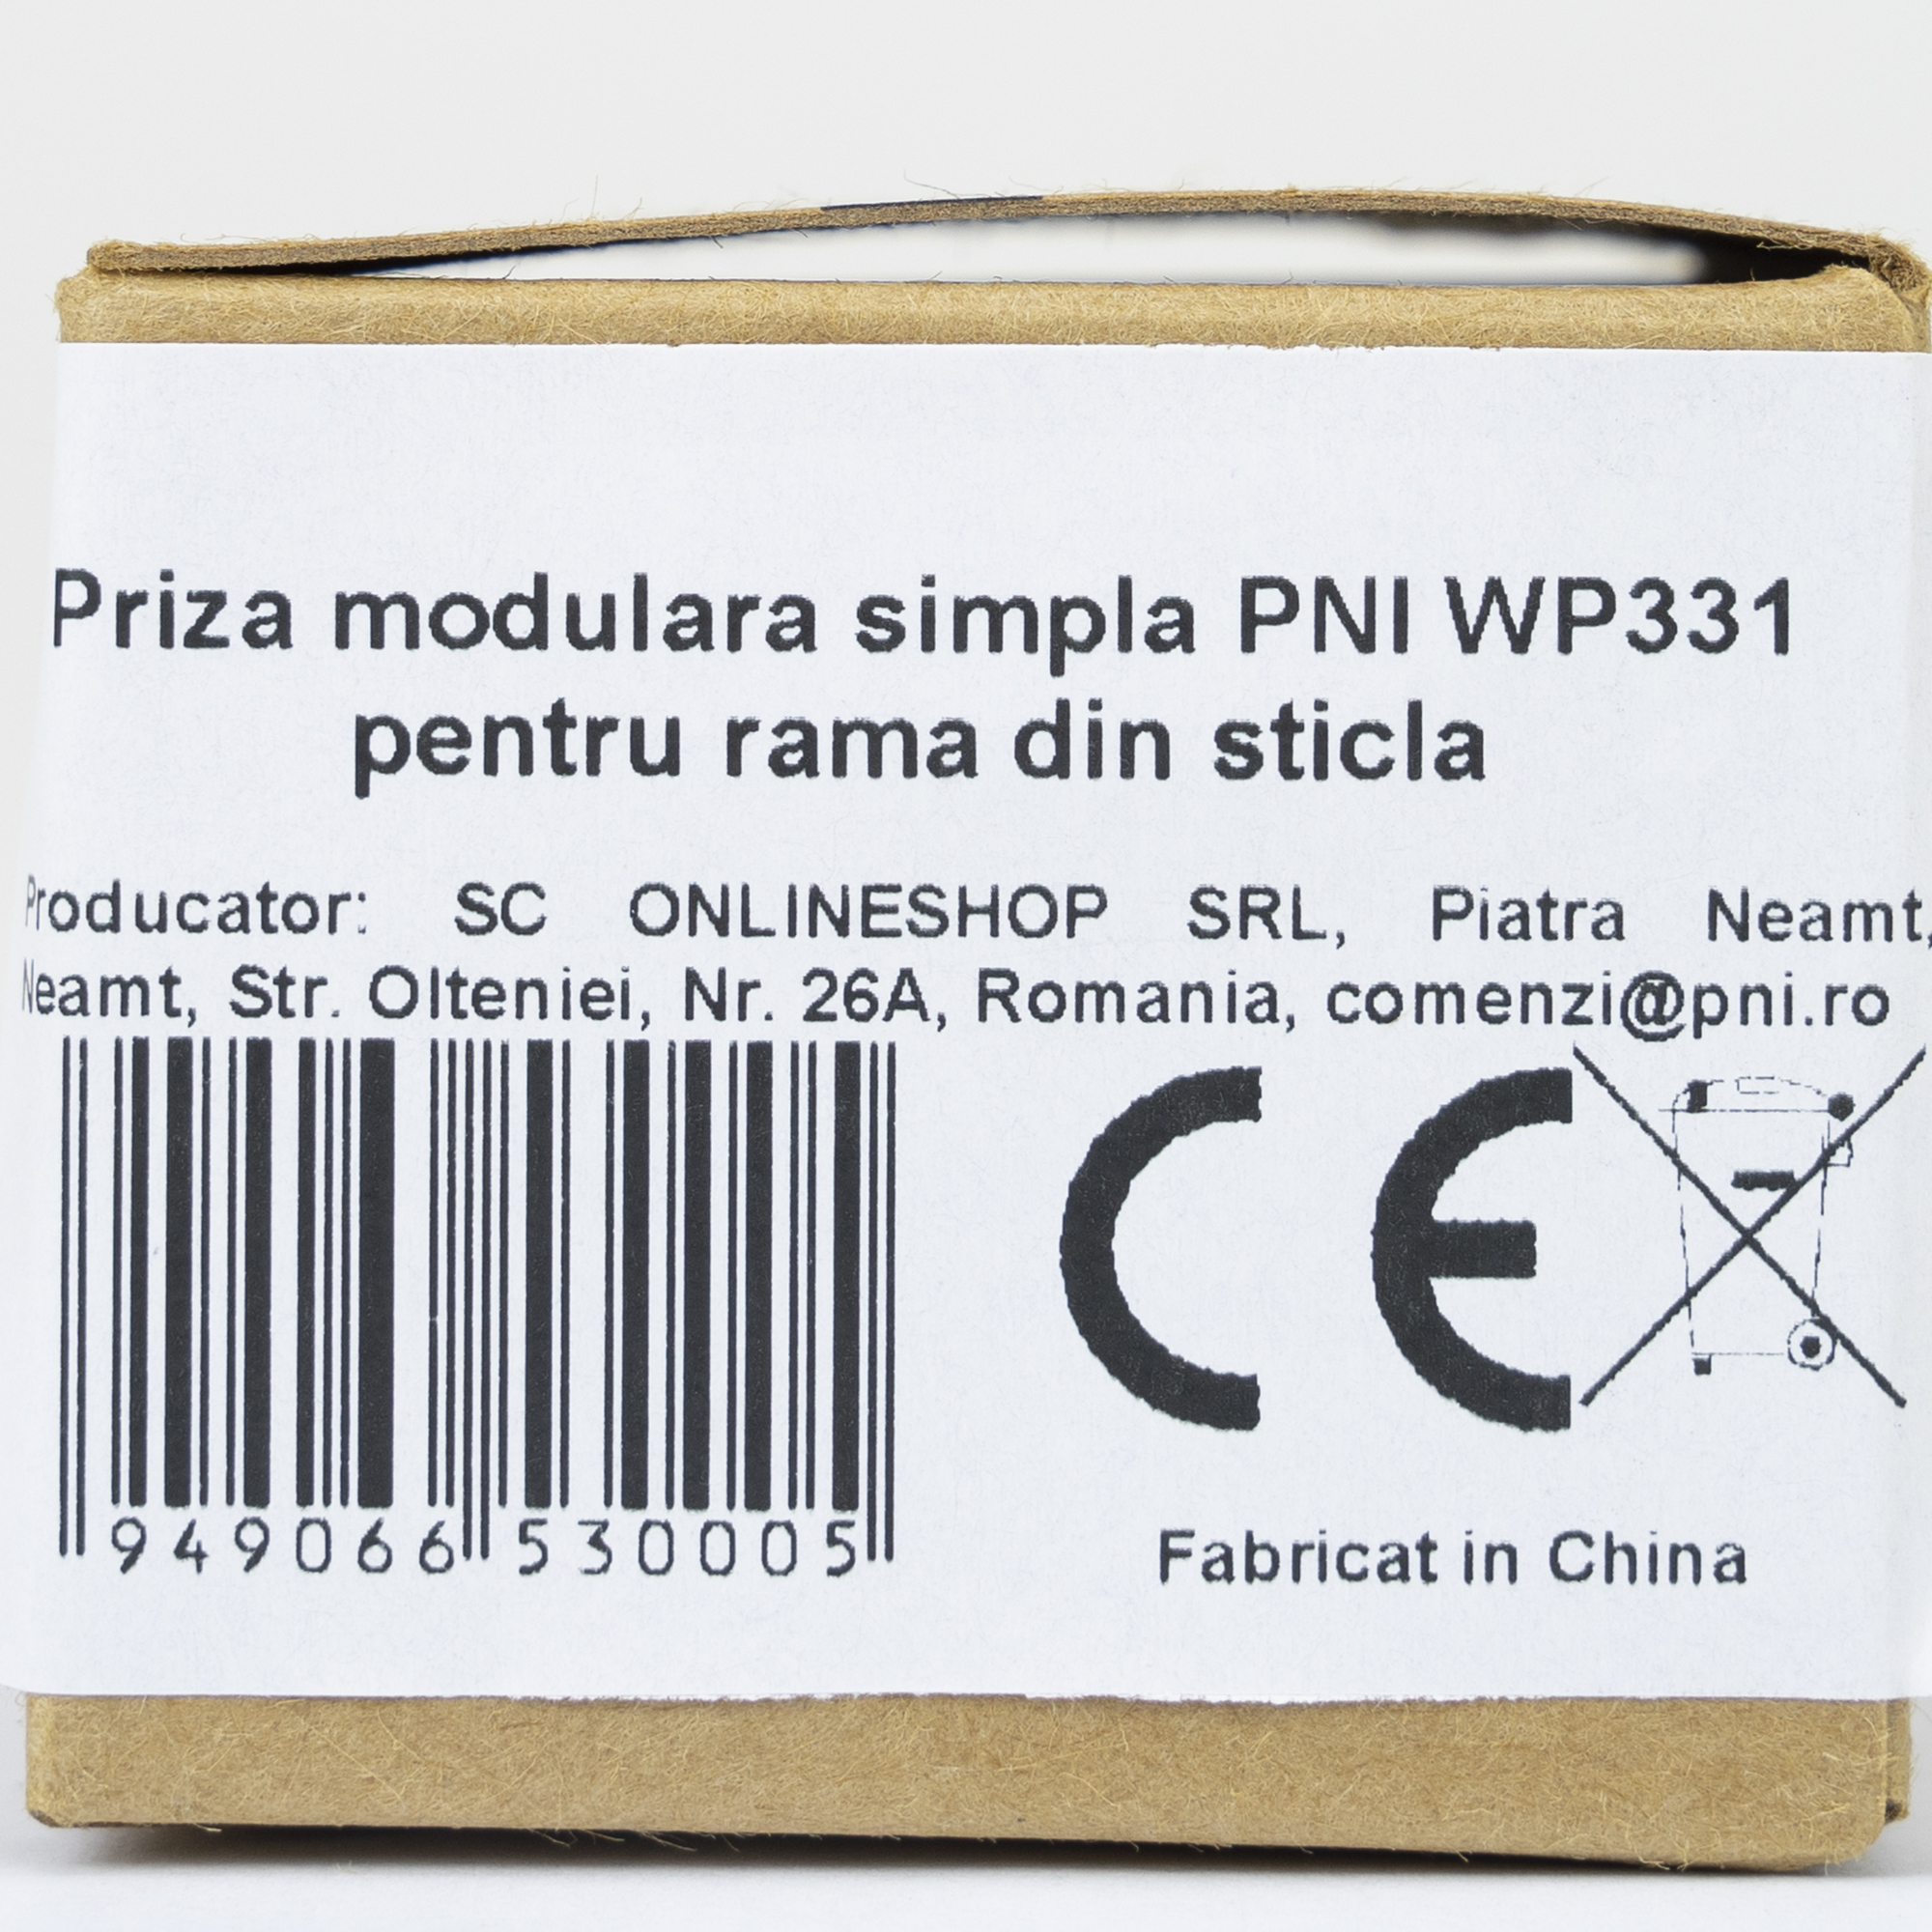 Priza modulara simpla PNI WP331
pentru rama din sticla
Producator: SC ONLINESHOP SRL, Piatra Neamt,
Neamt, Str. Olteniei, Nr. 26A, Romania, comenzi@pni.ro
CE
949066 530005
Fabricat in China